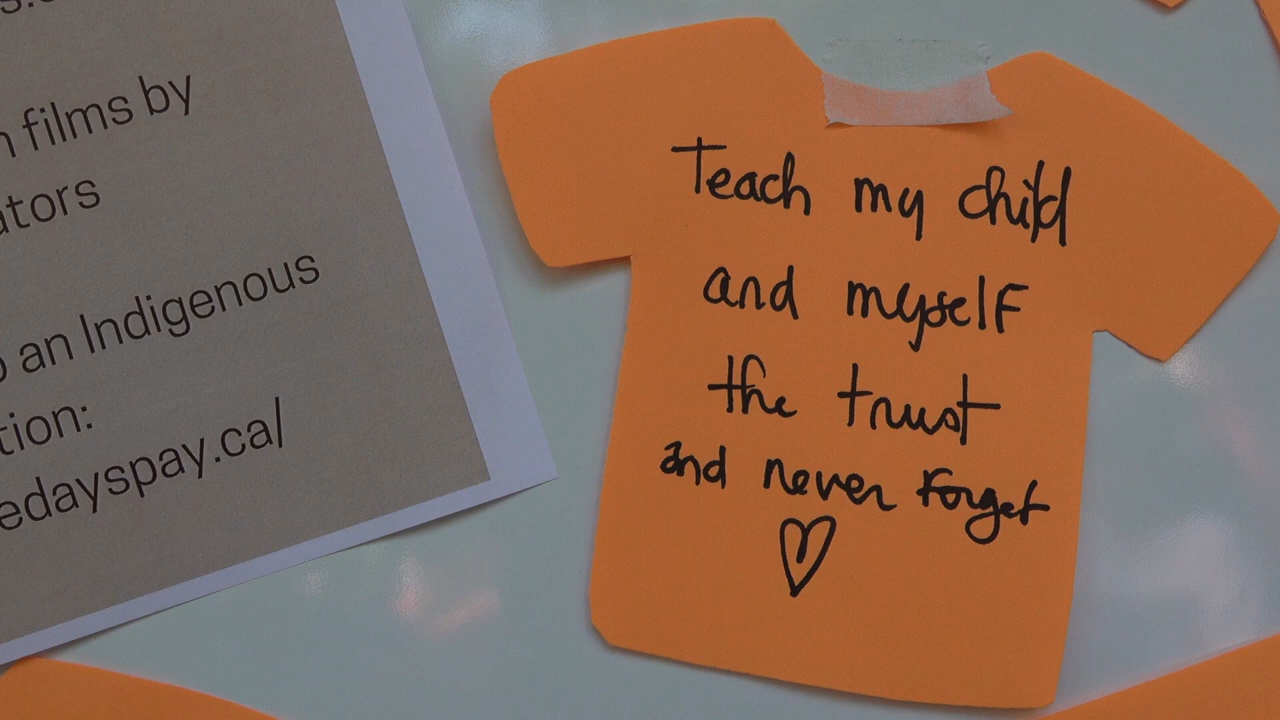 films by
ators
an Indigenous
tion:
edayspay.ca/
Teach my child
and myself
the trust
and never Forget